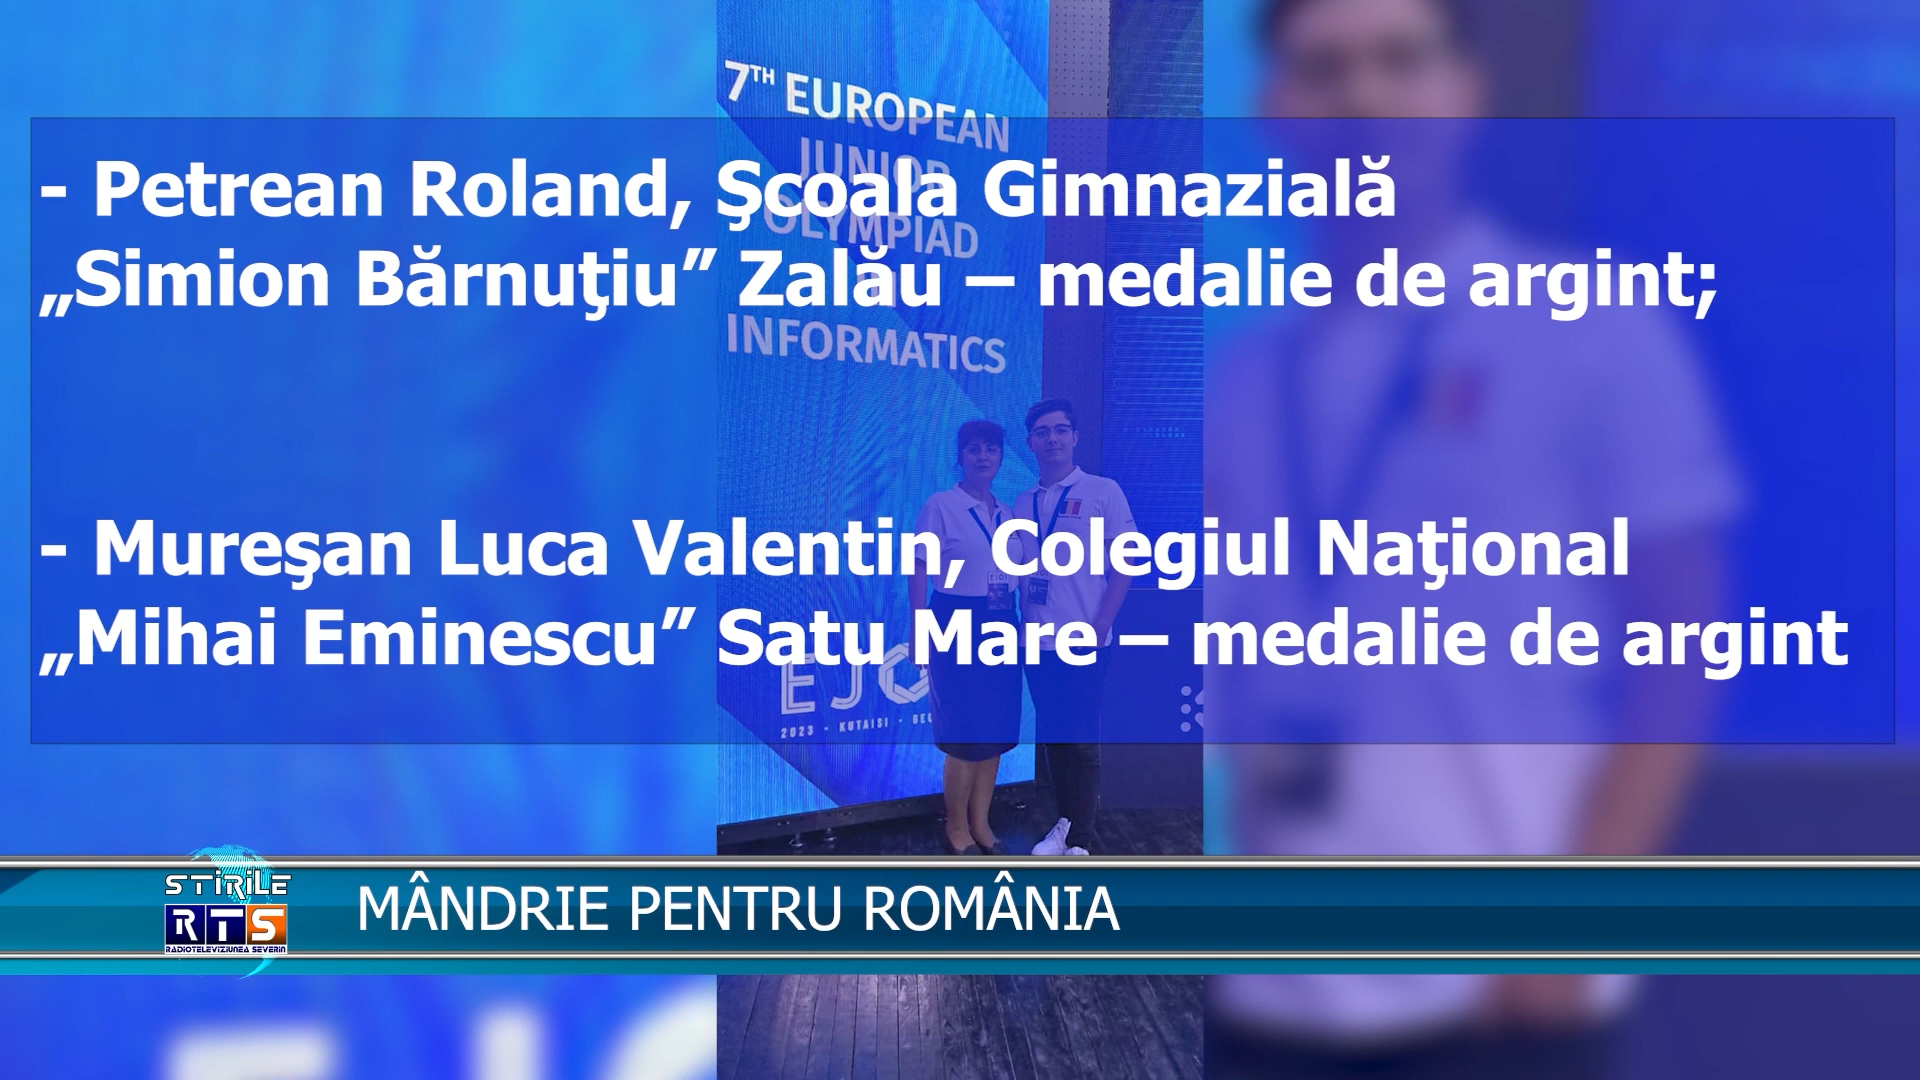 7TH EUROPEAN
JUNIOR
OLYMPIAD
INFORMATICS
- Petrean Roland, Şcoala Gimnazială
„Simion Bărnuţiu” Zalău – medalie de argint;
- Mureşan Luca Valentin, Colegiul Naţional
„Mihai Eminescu” Satu Mare – medalie de argint
EJO
2023 - KUTAISI -
STIRILE
RTS
RADIOTELEVIZIUNEA SEVERIN
MÂNDRIE PENTRU ROMÂNIA